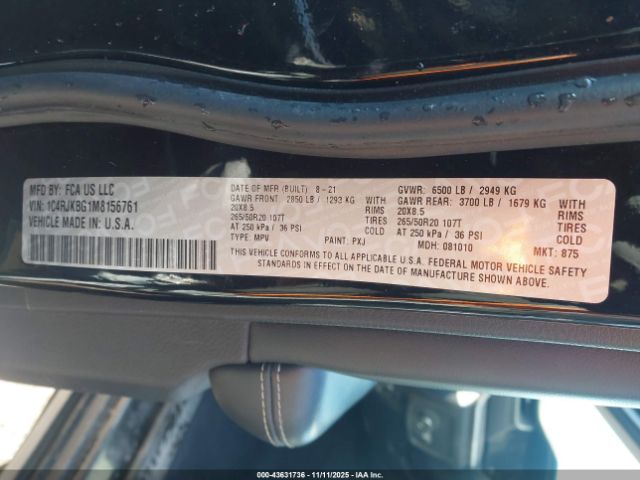 MFD BY: FCA US LLC
VIN: 1C4RJKBG1M8156761
VEHICLE MADE IN: U.S.A.
DATE OF MFR (BUILT) 8-21
GAWR FRONT: 2850 LB / 1293 KG WITH
20X8.5 RIMS
265/50R20 107T TIRES
AT 250 kPa / 36 PSI COLD
TYPE: MPV PAINT: PXJ
GVWR: 6500 LB / 2949 KG
GAWR REAR: 3700 LB / 1679 KG WITH
20X8.5 RIMS
265/50R20 107T TIRES
AT 250 kPa / 36 PSI COLD
MDH: 081010 MKT: 875
THIS VEHICLE CONFORMS TO ALL APPLICABLE U.S.A. FEDERAL MOTOR VEHICLE SAFETY
STANDARDS IN EFFECT ON THE DATE OF MANUFACTURE SHOWN ABOVE.
000-43631736 - 11/11/2025 - Copart